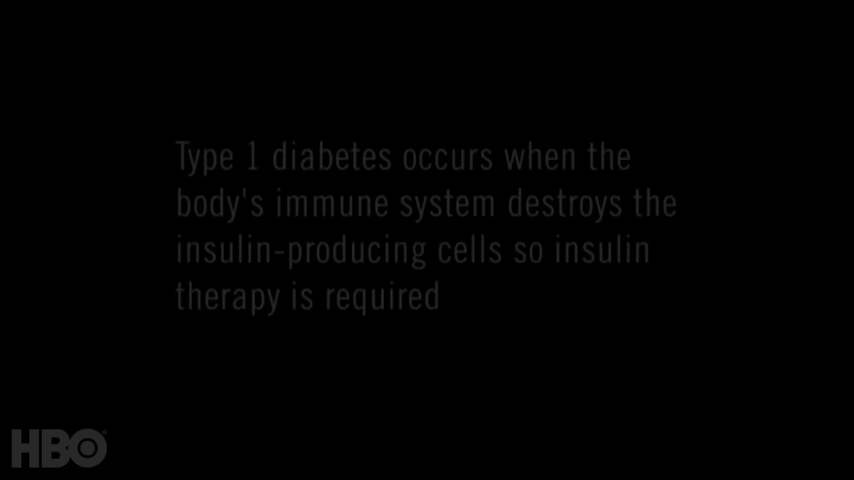 Type 1 diabetes occurs when the
body's immune system destroys the
insulin-producing cells so insulin
therapy is required
HBO